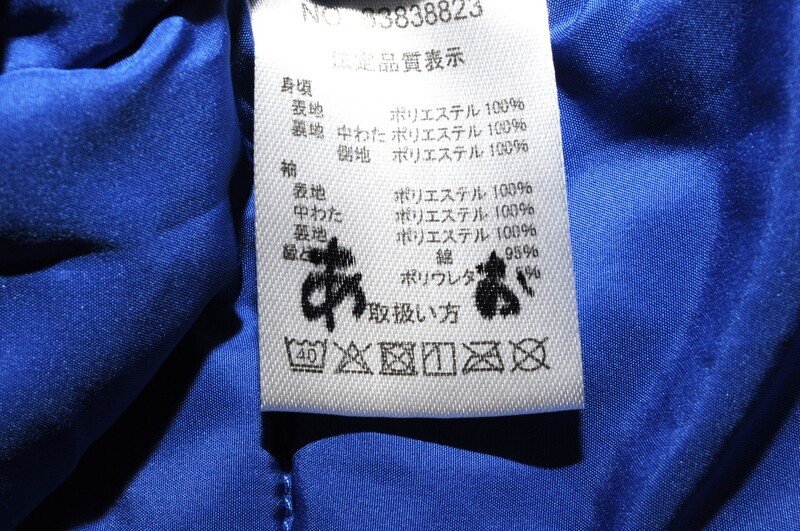 NO 33838823
法定品質表示
身頃
表地 ポリエステル 100%
裏地 中わた ポリエステル 100%
側地 ポリエステル 100%
袖
表地 ポリエステル 100%
中わた ポリエステル 100%
裏地 ポリエステル 100%
綿 95%
ポリウレタ %
あ お
取扱い方
40